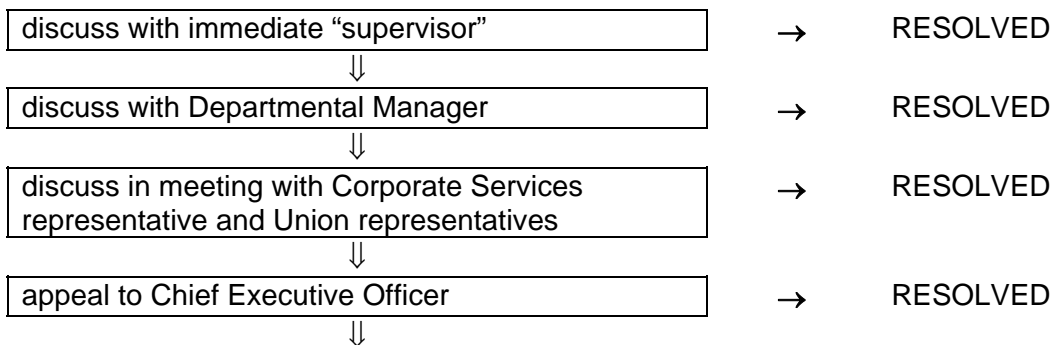 discuss with immediate “supervisor” → RESOLVED
⇓
discuss with Departmental Manager → RESOLVED
⇓
discuss in meeting with Corporate Services → RESOLVED
representative and Union representatives
⇓
appeal to Chief Executive Officer → RESOLVED
⇓